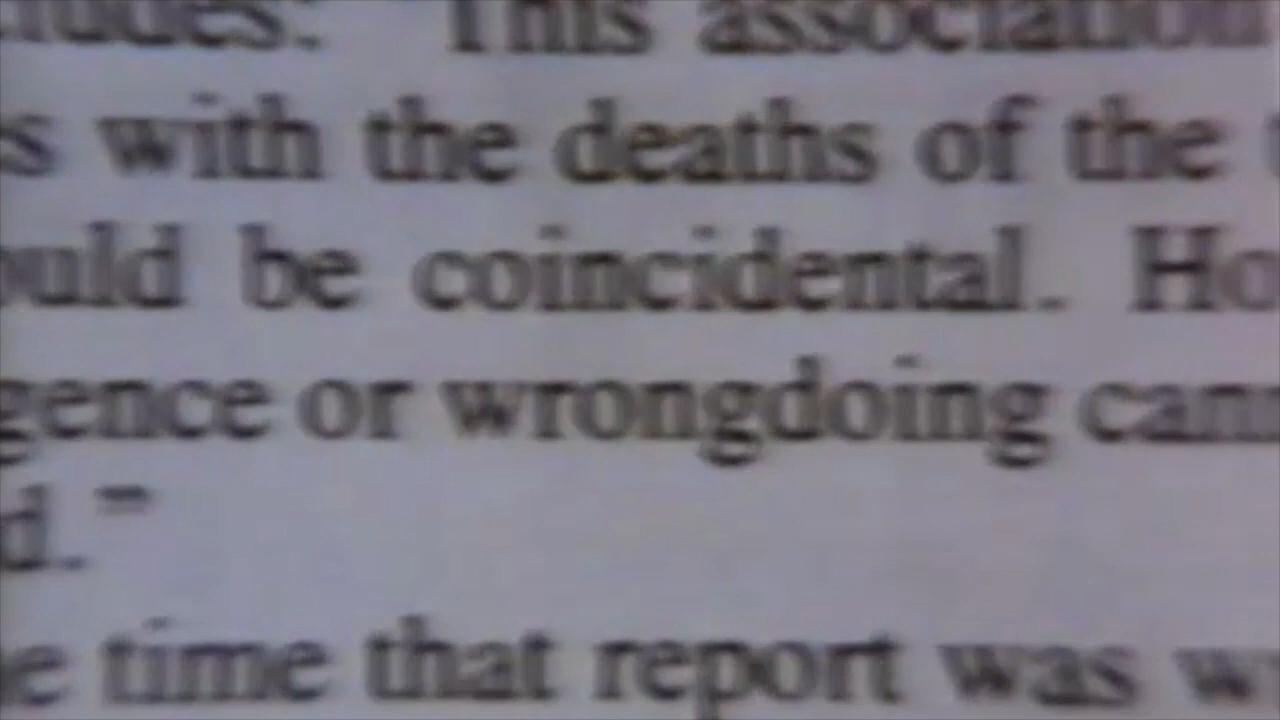 This association
with the deaths of the
be coincidental.
or wrongdoing
d."
time that report was